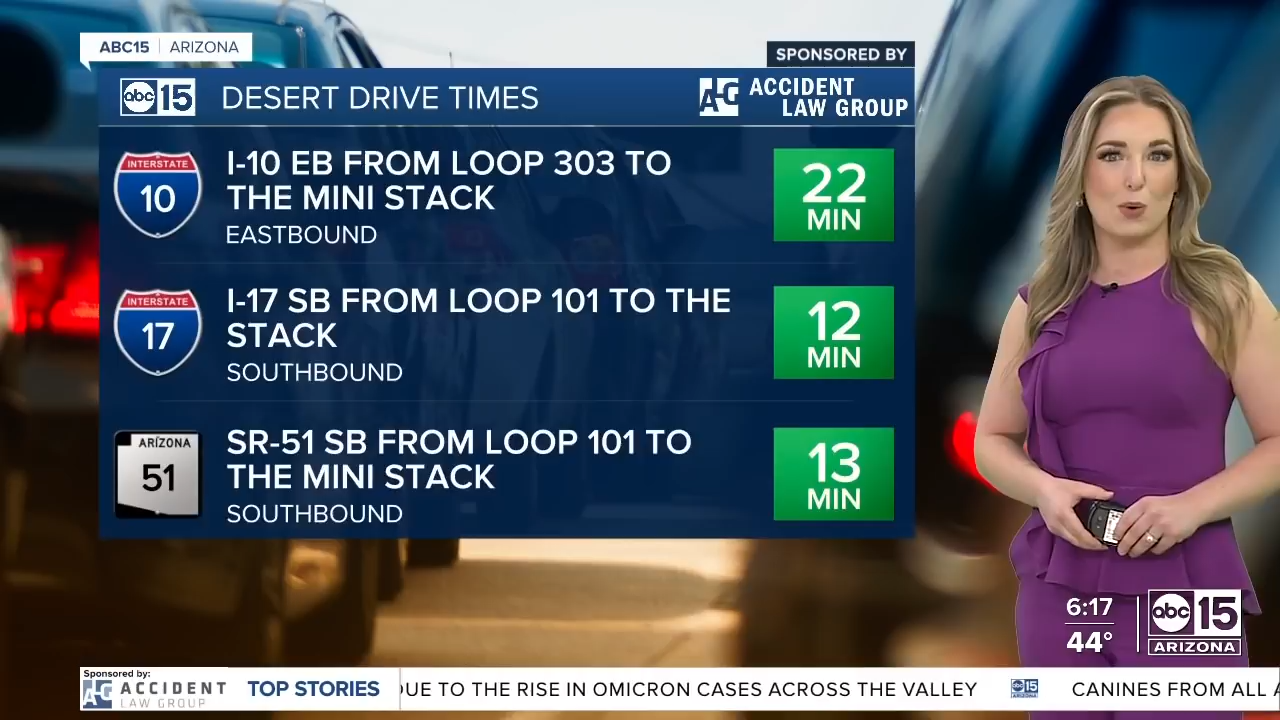 ABC15 | ARIZONA
SPONSORED BY
abc 15
DESERT DRIVE TIMES
AG ACCIDENT
LAW GROUP
INTERSTATE
10
I-10 EB FROM LOOP 303 TO
THE MINI STACK
EASTBOUND
22
MIN
INTERSTATE
17
I-17 SB FROM LOOP 101 TO THE
STACK
SOUTHBOUND
12
MIN
ARIZONA
51
SR-51 SB FROM LOOP 101 TO
THE MINI STACK
SOUTHBOUND
13
MIN
6:17
44°
abc 15
ARIZONA
Sponsored by:
AG ACCIDENT
LAW GROUP
TOP STORIES
DUE TO THE RISE IN OMICRON CASES ACROSS THE VALLEY
abc 15
ARIZONA
CANINES FROM ALL